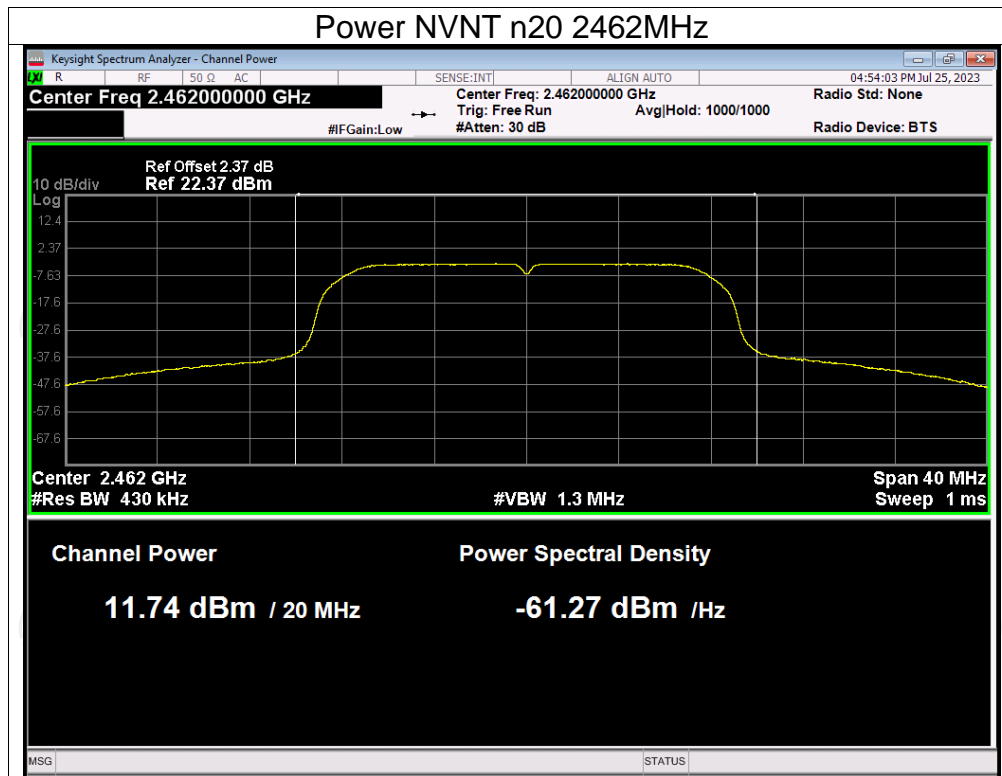 Power NVNT n20 2462MHz
Keysight Spectrum Analyzer - Channel Power
LXI R RF 50 Ω AC SENSE:INT ALIGN AUTO 04:54:03 PM Jul 25, 2023
Center Freq 2.462000000 GHz Center Freq: 2.462000000 GHz Radio Std: None
Trig: Free Run Avg|Hold: 1000/1000
#IFGain:Low #Atten: 30 dB Radio Device: BTS
Ref Offset 2.37 dB
10 dB/div Ref 22.37 dBm
Log
12.4
2.37
-7.63
-17.6
-27.6
-37.6
-47.6
-57.6
-67.6
Center 2.462 GHz Span 40 MHz
#Res BW 430 kHz #VBW 1.3 MHz Sweep 1 ms
Channel Power Power Spectral Density
11.74 dBm / 20 MHz -61.27 dBm /Hz
MSG STATUS